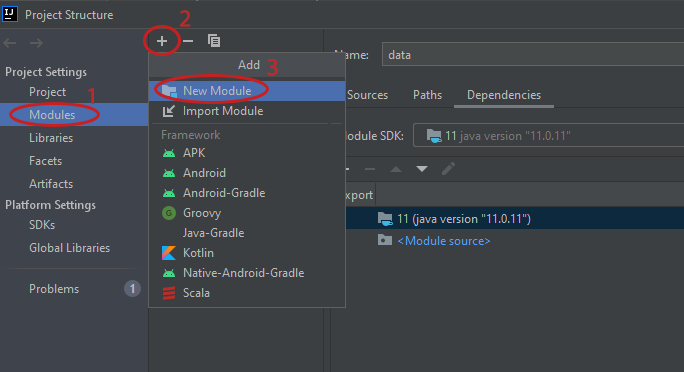 IJ
Project Structure
2
Add
3
Name: data
Project Settings
Project
1
Modules
Libraries
Facets
Artifacts
Platform Settings
SDKs
Global Libraries
Problems 1
New Module
Import Module
Framework
APK
Android
Android-Gradle
G Groovy
Java-Gradle
Kotlin
Native-Android-Gradle
Scala
Sources Paths Dependencies
Module SDK: 11 java version "11.0.11"
xport
11 (java version "11.0.11")
<Module source>